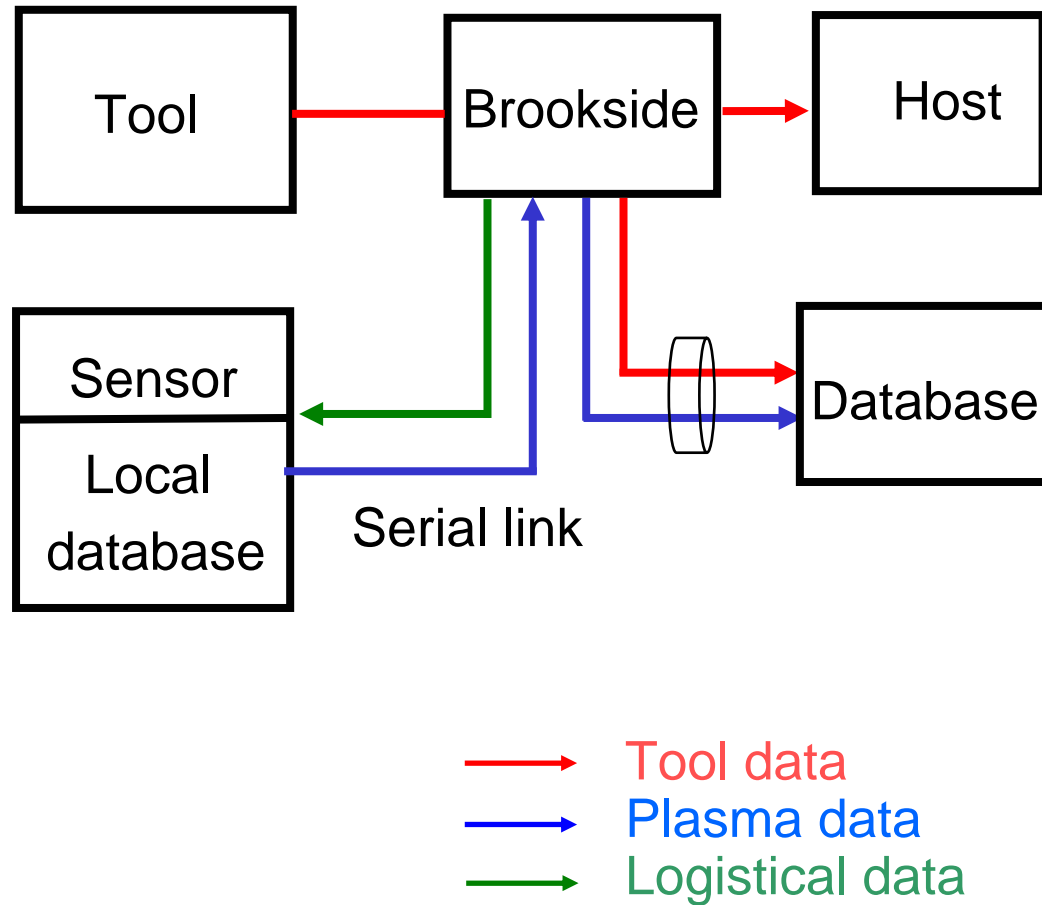 Tool
Brookside
Host
Sensor
Local
database
Serial link
Database
Tool data
Plasma data
Logistical data